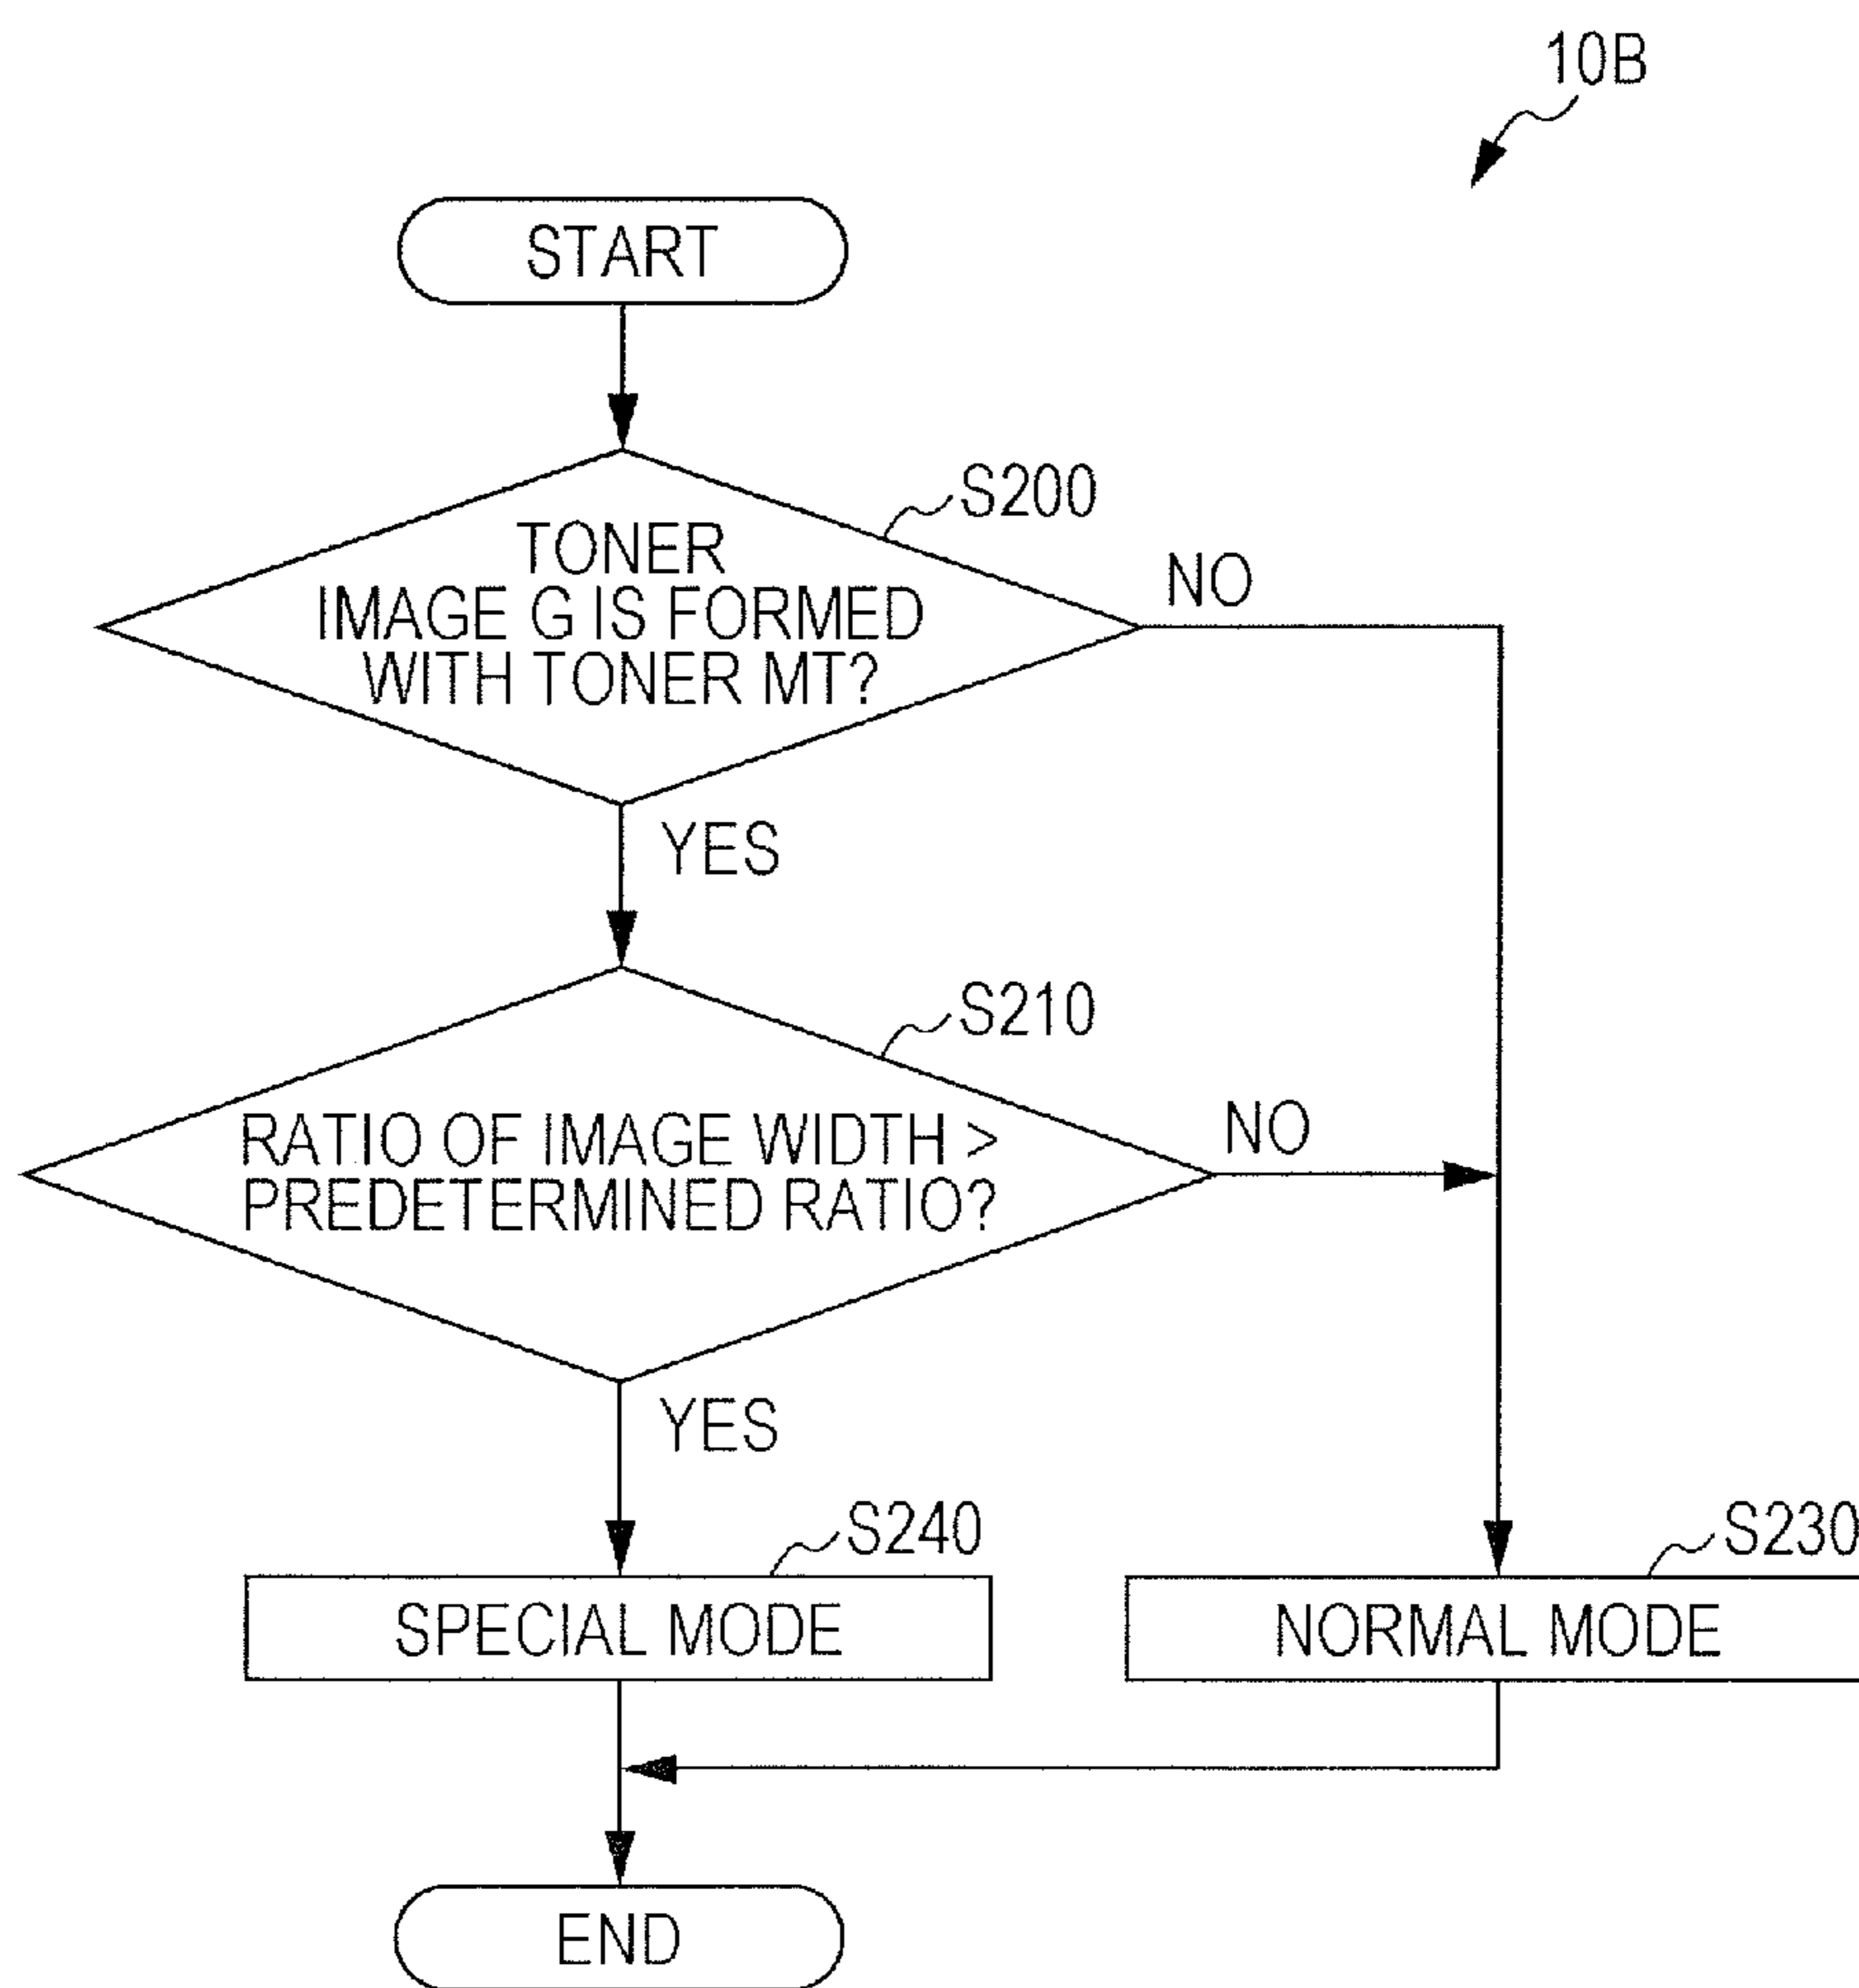 10B
START
S200
TONER
IMAGE G IS FORMED
WITH TONER MT?
NO
YES
S210
RATIO OF IMAGE WIDTH >
PREDETERMINED RATIO?
NO
YES
S240
SPECIAL MODE
S230
NORMAL MODE
END